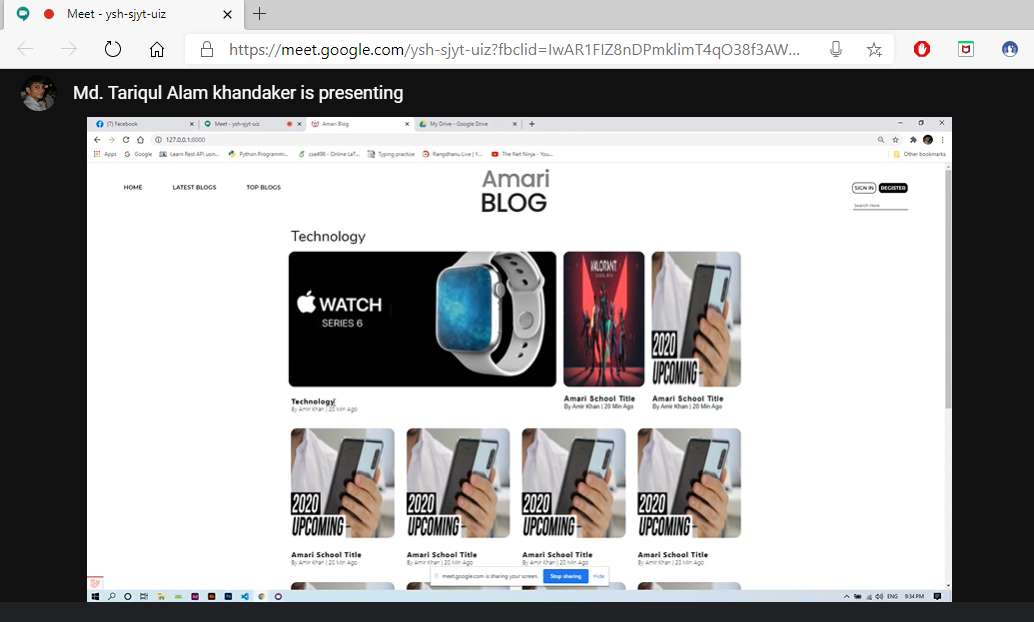 Meet - ysh-sjyt-uiz
https://meet.google.com/ysh-sjyt-uiz?fbclid=IwAR1FIZ8nDPmklimT4qO38f3AW...
Md. Tariqul Alam khandaker is presenting
(7) Facebook
Meet - ysh-sjyt-uiz
Amari Blog
My Drive - Google Drive
127.0.0.1:8000
Apps
Google
Learn Rest API usin...
Python Programmi...
cse498 - Online LaT...
Typing practice
Rangdhanu Live | Y...
The Net Ninja - You...
Other bookmarks
HOME
LATEST BLOGS
TOP BLOGS
Amari
BLOG
SIGN IN
REGISTER
Search Here
Technology
WATCH
SERIES 6
VALORANT
2020
UPCOMING
Technology
By Amir Khan | 20 Min Ago
Amari School Title
By Amir Khan | 20 Min Ago
Amari School Title
By Amir Khan | 20 Min Ago
2020
UPCOMING
2020
UPCOMING
2020
UPCOMING
2020
UPCOMING
Amari School Title
By Amir Khan | 20 Min Ago
Amari School Title
By Amir Khan | 20 Min Ago
Amari School Title
By Amir Khan | 20 Min Ago
Amari School Title
By Amir Khan | 20 Min Ago
meet.google.com is sharing your screen.
Stop sharing
Hide
ENG
9:34 PM